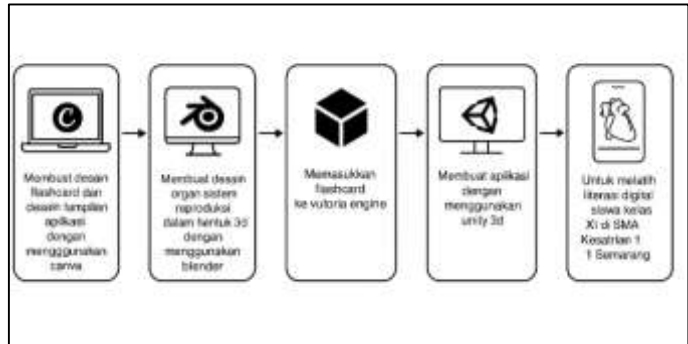 Membuat desain
flashcard dan
desain tampilan
aplikasi
dengan
mengggunakan
canva
Membuat desain
organ sistem
reproduksi
dalam bentuk 3d
dengan
menggunakan
blender
Memasukkan
flashcard
ke vuforia engine
Membuat aplikasi
dengan
menggunakan
unity 3d
Untuk melatih
literasi digital
siswa kelas
XI di SMA
Kesatrian 1
1 Semarang